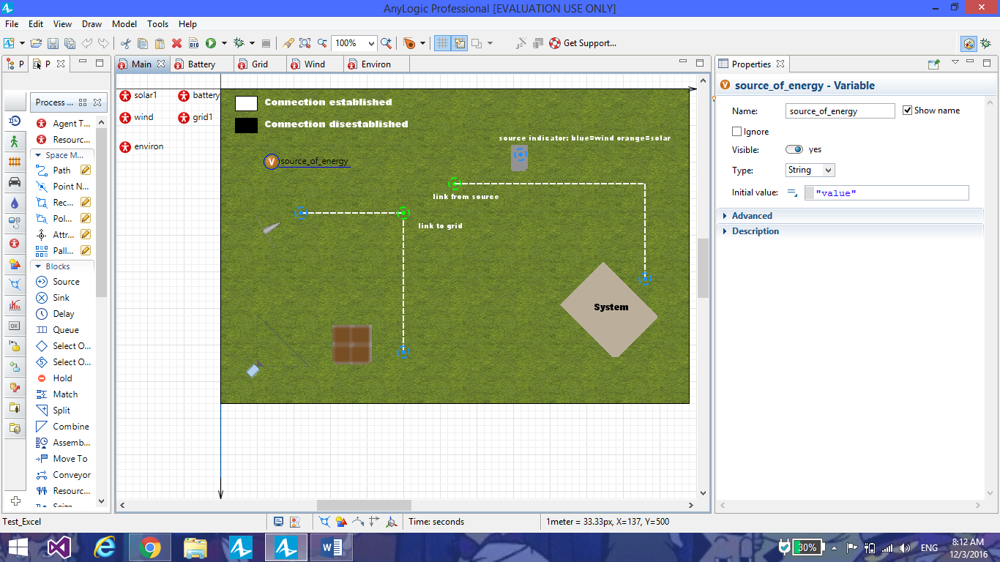 AnyLogic Professional [EVALUATION USE ONLY]
File Edit View Draw Model Tools Help
100% Get Support...
P P
Main Battery Grid Wind Environ
Properties
Process ...
Agent T...
Resourc...
Space M...
Path
Point N...
Rec...
Pol...
Attr...
Pall...
Blocks
Source
Sink
Delay
Queue
Select O...
Select O...
Hold
Match
Split
Combine
Assemb...
Move To
Conveyor
Resourc...
Seize
OK
solar1 battery
wind grid1
environ
Connection established
Connection disestablished
source indicator: blue=wind orange=solar
V source_of_energy
link from source
link to grid
System
V source_of_energy - Variable
Name: source_of_energy Show name
Ignore
Visible: yes
Type: String
Initial value: "value"
Advanced
Description
Test_Excel Time: seconds 1meter = 33.33px, X=137, Y=500
30% ENG 8:12 AM
12/3/2016